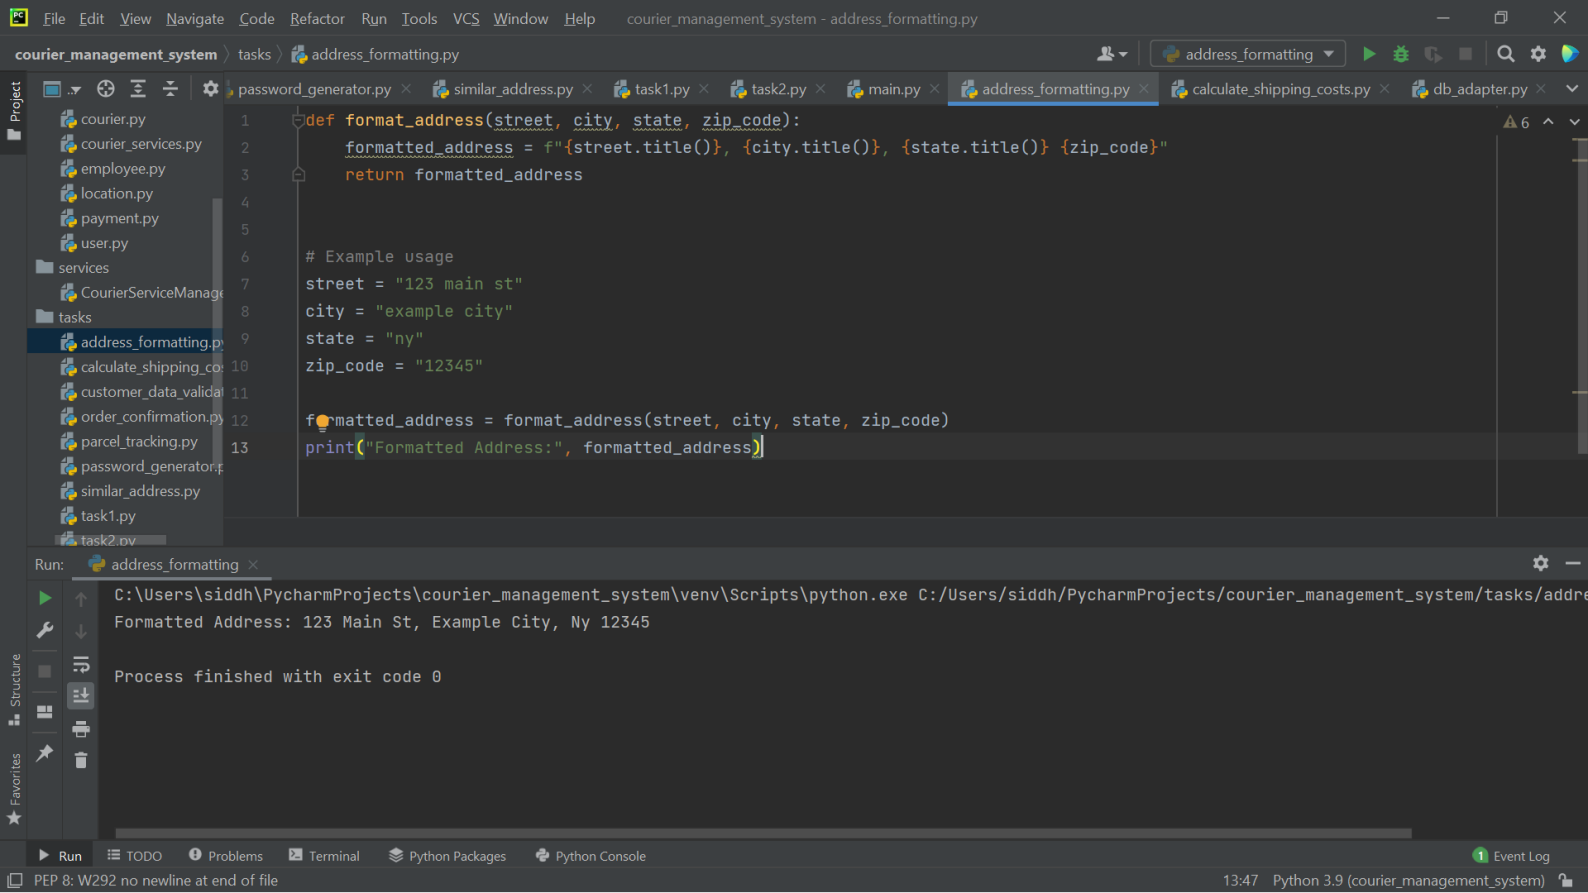 PC File Edit View Navigate Code Refactor Run Tools VCS Window Help courier_management_system - address_formatting.py
courier_management_system tasks address_formatting.py address_formatting
Project
password_generator.py similar_address.py task1.py task2.py main.py address_formatting.py calculate_shipping_costs.py db_adapter.py
courier.py
courier_services.py
employee.py
location.py
payment.py
user.py
services
CourierServiceManage
tasks
address_formatting.py
calculate_shipping_co
customer_data_valida
order_confirmation.py
parcel_tracking.py
password_generator.p
similar_address.py
task1.py
task2.py
6
1 def format_address(street, city, state, zip_code):
2 formatted_address = f"{street.title()}, {city.title()}, {state.title()} {zip_code}"
3 return formatted_address
4
5
6 # Example usage
7 street = "123 main st"
8 city = "example city"
9 state = "ny"
10 zip_code = "12345"
11
12 formatted_address = format_address(street, city, state, zip_code)
13 print("Formatted Address:", formatted_address)
Run: address_formatting
C:\Users\siddh\PycharmProjects\courier_management_system\venv\Scripts\python.exe C:/Users/siddh/PycharmProjects/courier_management_system/tasks/addre
Formatted Address: 123 Main St, Example City, Ny 12345
Process finished with exit code 0
Structure
Favorites
Run TODO Problems Terminal Python Packages Python Console 1 Event Log
PEP 8: W292 no newline at end of file 13:47 Python 3.9 (courier_management_system)